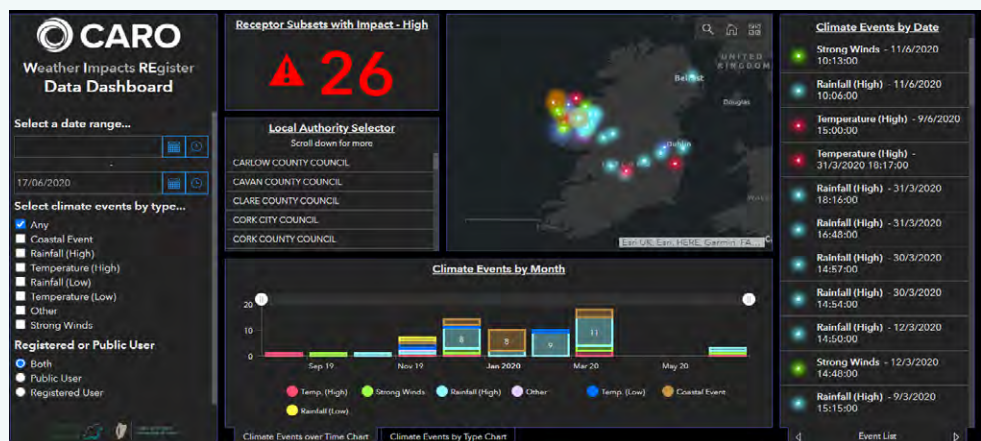 CARO
Weather Impacts REgister
Data Dashboard
Select a date range...
17/06/2020
Select climate events by type...
Any
Coastal Event
Rainfall (High)
Temperature (High)
Rainfall (Low)
Temperature (Low)
Other
Strong Winds
Registered or Public User
Both
Public User
Registered User
Receptor Subsets with Impact - High
26
Local Authority Selector
Scroll down for more
CARLOW COUNTY COUNCIL
CAVAN COUNTY COUNCIL
CLARE COUNTY COUNCIL
CORK CITY COUNCIL
CORK COUNTY COUNCIL
UNITED
KINGDOM
Belfast
Douglas
Dublin
Esri UK, Esri, HERE, Garmin, FA...
Climate Events by Month
20
10
0
8
8
9
11
Sep 19
Nov 19
Jan 2020
Mar 20
May 20
Temp. (High)
Strong Winds
Rainfall (High)
Other
Temp. (Low)
Coastal Event
Rainfall (Low)
Climate Events over Time Chart
Climate Events by Type Chart
Climate Events by Date
Strong Winds - 11/6/2020
10:13:00
Rainfall (High) - 11/6/2020
10:06:00
Temperature (High) - 9/6/2020
15:00:00
Temperature (High) -
31/3/2020 18:17:00
Rainfall (High) - 31/3/2020
18:16:00
Rainfall (High) - 31/3/2020
16:48:00
Rainfall (High) - 30/3/2020
14:57:00
Rainfall (High) - 30/3/2020
14:54:00
Rainfall (High) - 12/3/2020
14:50:00
Strong Winds - 12/3/2020
14:48:00
Rainfall (High) - 9/3/2020
15:15:00
Event List